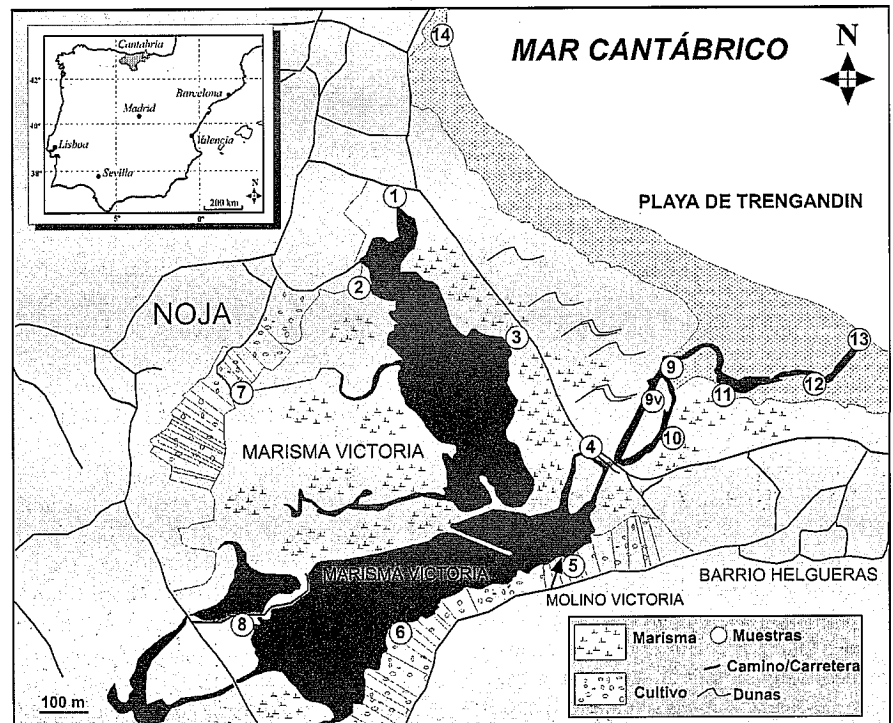 MAR CANTÁBRICO
N
Cantabria
42°
Barcelona
Madrid
40°
Valencia
Lisboa
38°
Sevilla
5°
0°
200 km
N
14
1
PLAYA DE TRENGANDIN
2
NOJA
3
13
9
12
7
9v
11
10
MARISMA VICTORIA
4
MARISMA VICTORIA
5
BARRIO HELGUERAS
MOLINO VICTORIA
8
6
Marisma
Muestras
Camino/Carretera
Cultivo
Dunas
100 m